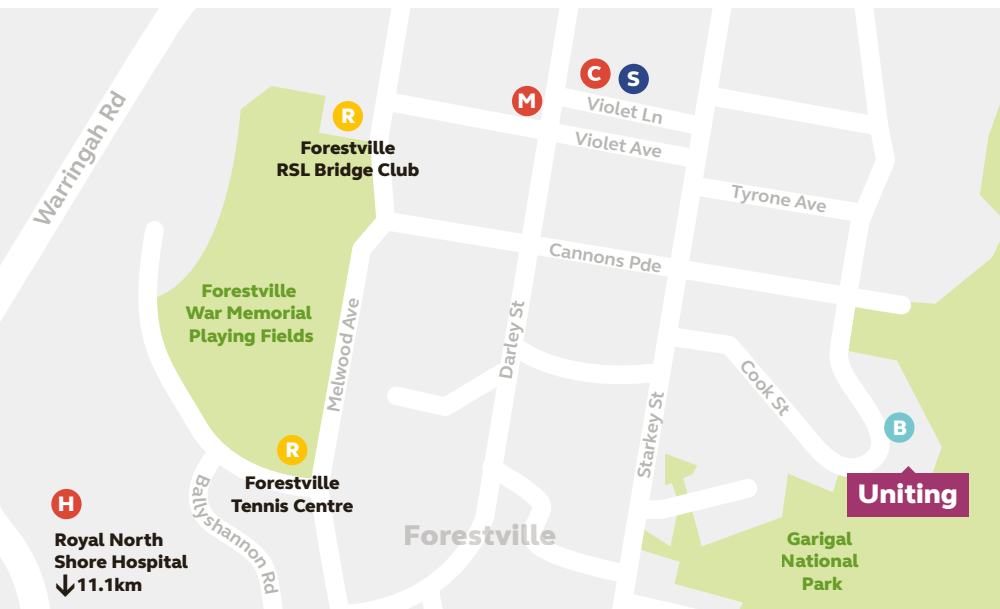 C
S
M
Violet Ln
Violet Ave
R
Forestville
RSL Bridge Club
Warringah Rd
Tyrone Ave
Cannons Pde
Forestville
War Memorial
Playing Fields
Melwood Ave
Darley St
Cook St
Starkey St
B
R
Forestville
Tennis Centre
Uniting
Ballyshannon Rd
H
Royal North
Shore Hospital
↓11.1km
Forestville
Garigal
National
Park